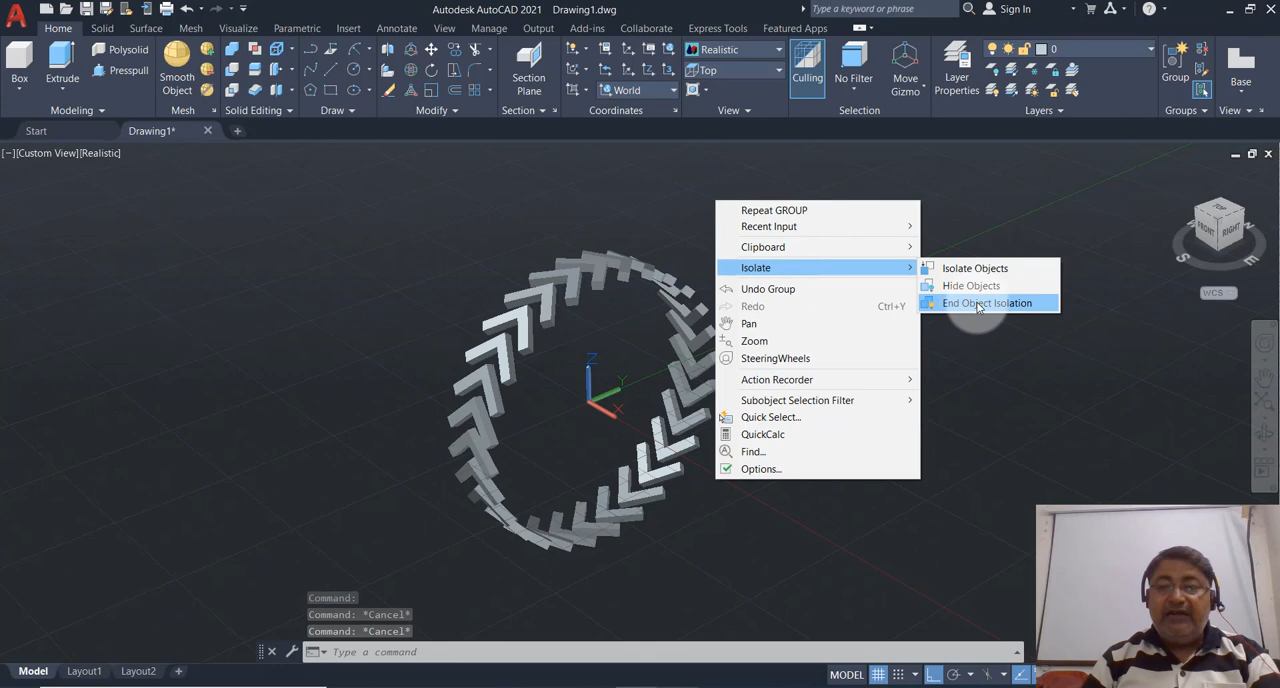 Autodesk AutoCAD 2021 Drawing1.dwg
Type a keyword or phrase
Sign In
Home Solid Surface Mesh Visualize Parametric Insert Annotate View Manage Output Add-ins Collaborate Express Tools Featured Apps
Box
Extrude
Polysolid
Presspull
Smooth
Object
Section
Plane
Realistic
Top
World
Culling
No Filter
Move
Gizmo
Layer
Properties
0
Group
Base
Modeling
Mesh
Solid Editing
Draw
Modify
Section
Coordinates
View
Selection
Layers
Groups
View
Start
Drawing1*
[−][Custom View][Realistic]
Repeat GROUP
Recent Input
Clipboard
Isolate
Undo Group
Redo Ctrl+Y
Pan
Zoom
SteeringWheels
Action Recorder
Subobject Selection Filter
Quick Select...
QuickCalc
Find...
Options...
Isolate Objects
Hide Objects
End Object Isolation
TOP
FRONT
RIGHT
S
E
WCS
Z
Y
X
Command:
Command: *Cancel*
Command: *Cancel*
Type a command
Model Layout1 Layout2
MODEL